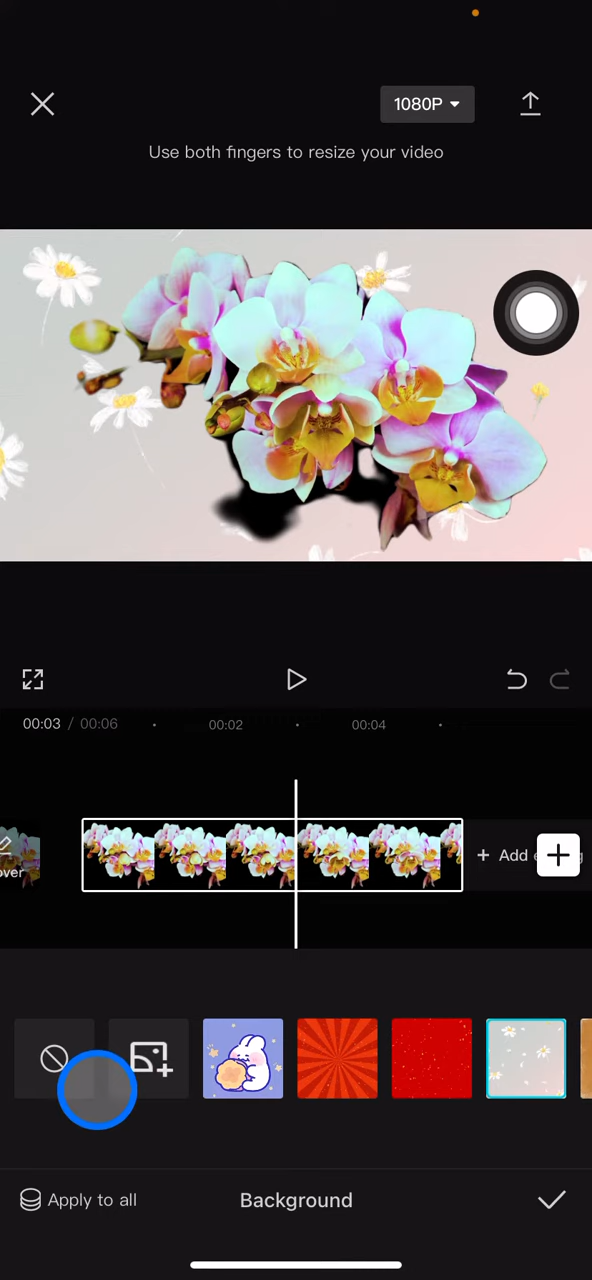 1080P
Use both fingers to resize your video
00:03 / 00:06
00:02
00:04
over
+ Add e g
Apply to all
Background